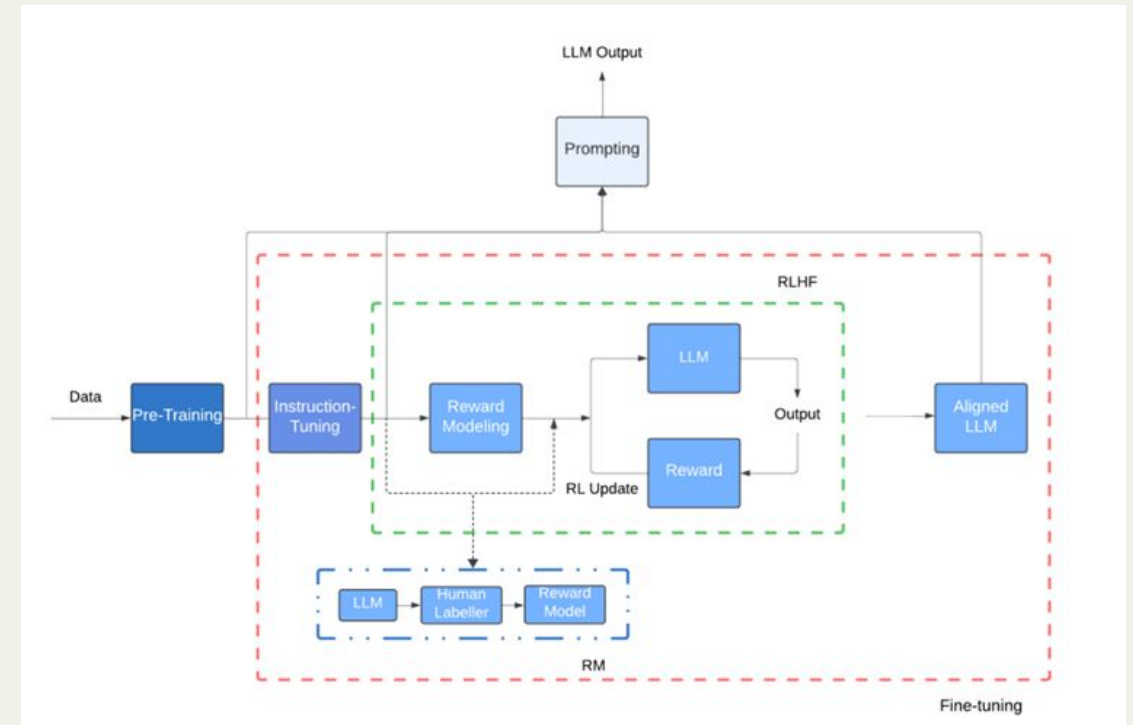 LLM Output
Prompting
RLHF
LLM
Data
Pre-Training
Instruction-
Tuning
Reward
Modeling
Output
Aligned
LLM
Reward
RL Update
LLM
Human
Labeller
Reward
Model
RM
Fine-tuning